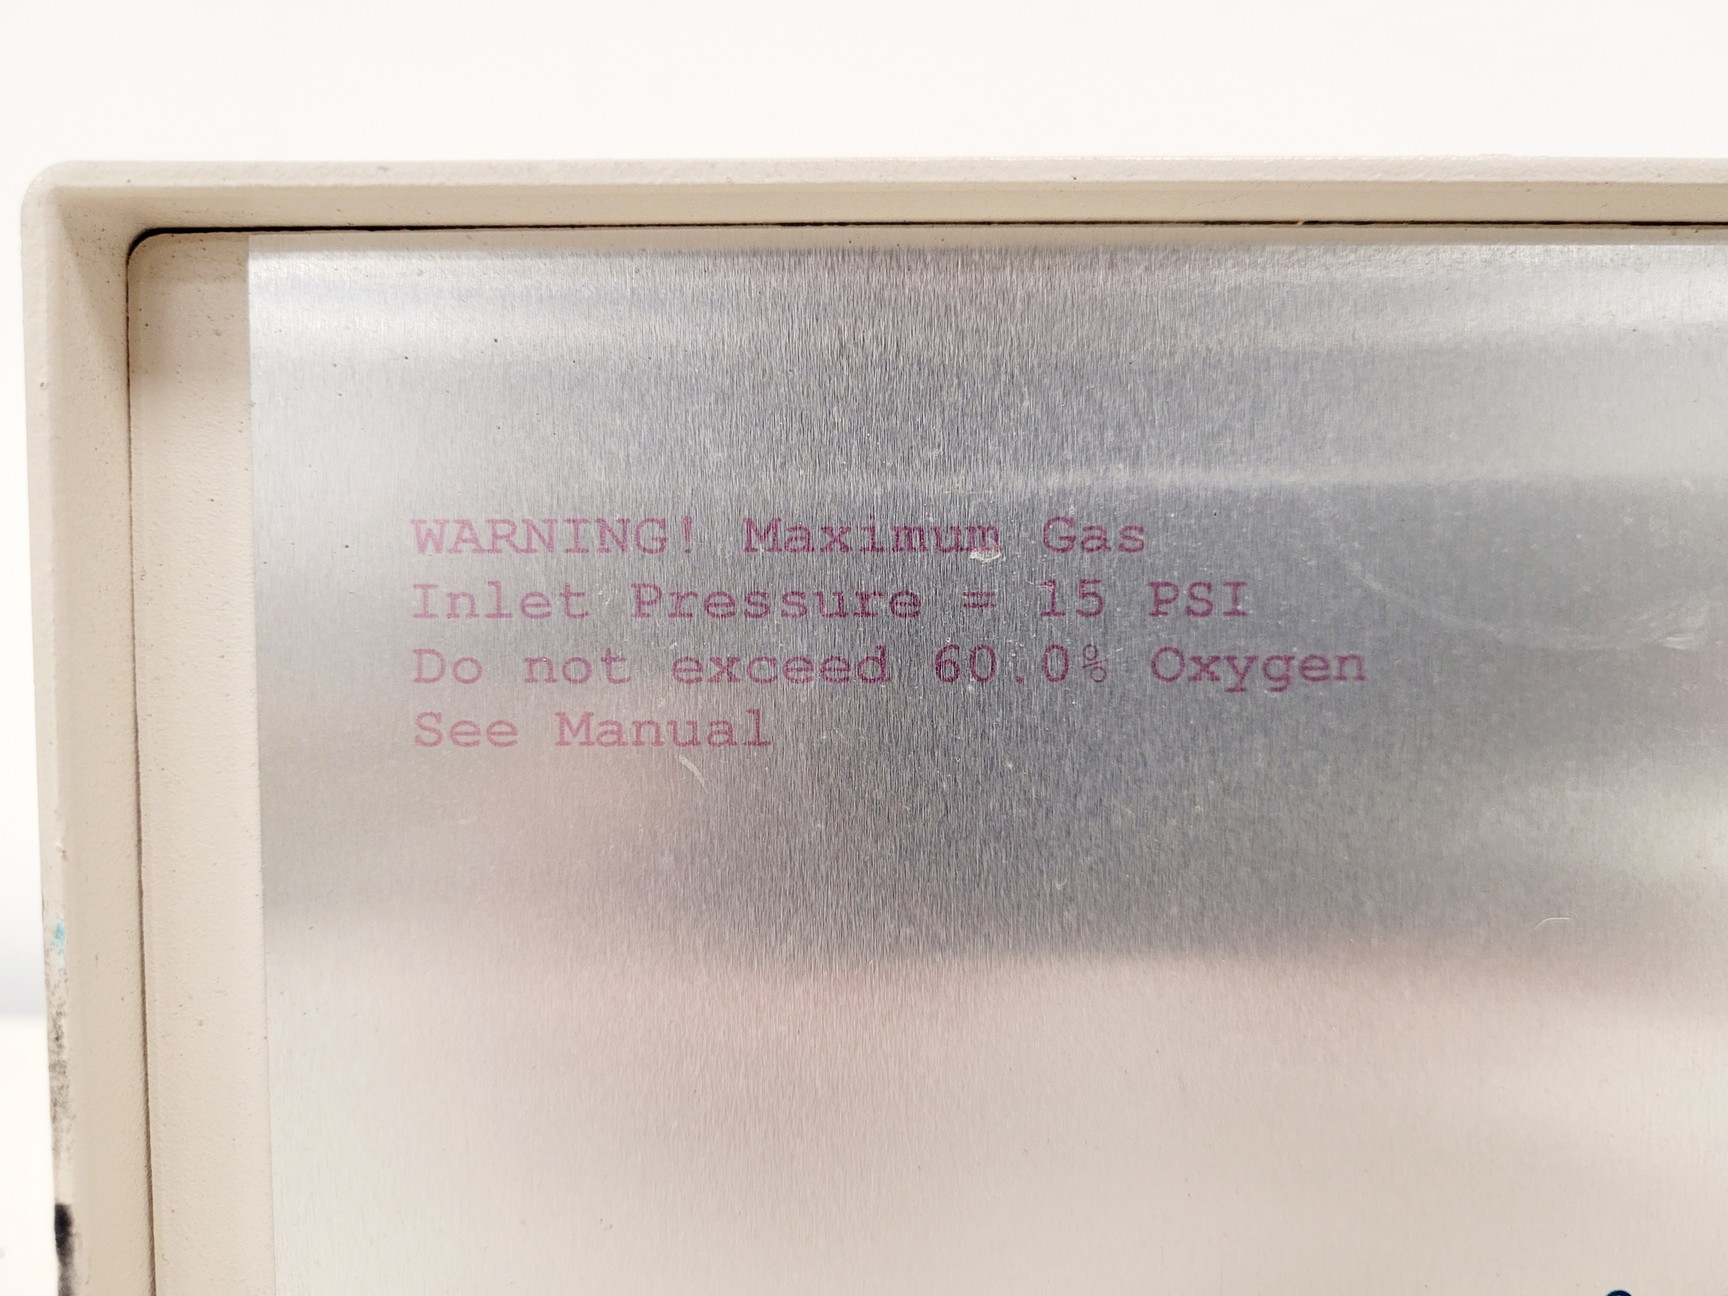 WARNING! Maximum Gas
Inlet Pressure = 15 PSI
Do not exceed 60.0% Oxygen
See Manual